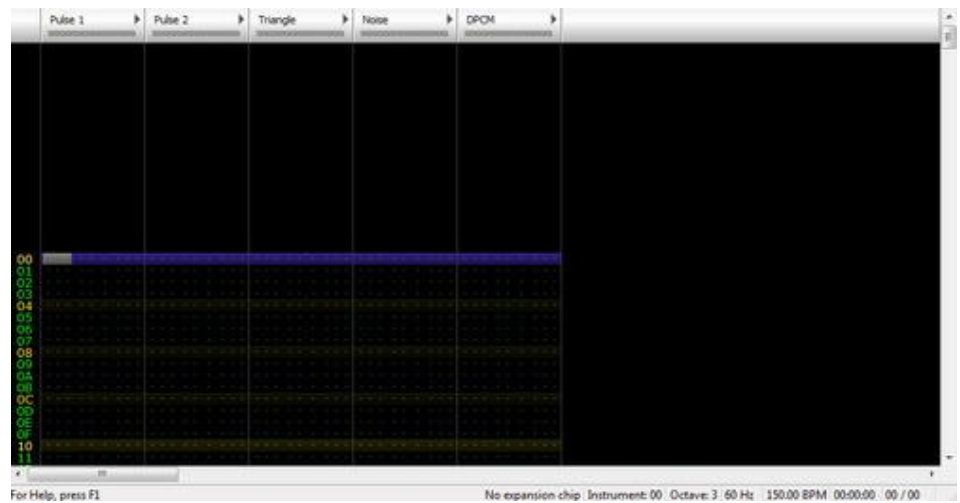 Pulse 1 Pulse 2 Triangle Noise DPCM
00
01
02
03
04
05
06
07
08
09
0A
0B
0C
0D
0E
0F
10
11
For Help, press F1 No expansion chip Instrument: 00 Octave: 3 60 Hz 150.00 BPM 00:00:00 00 / 00